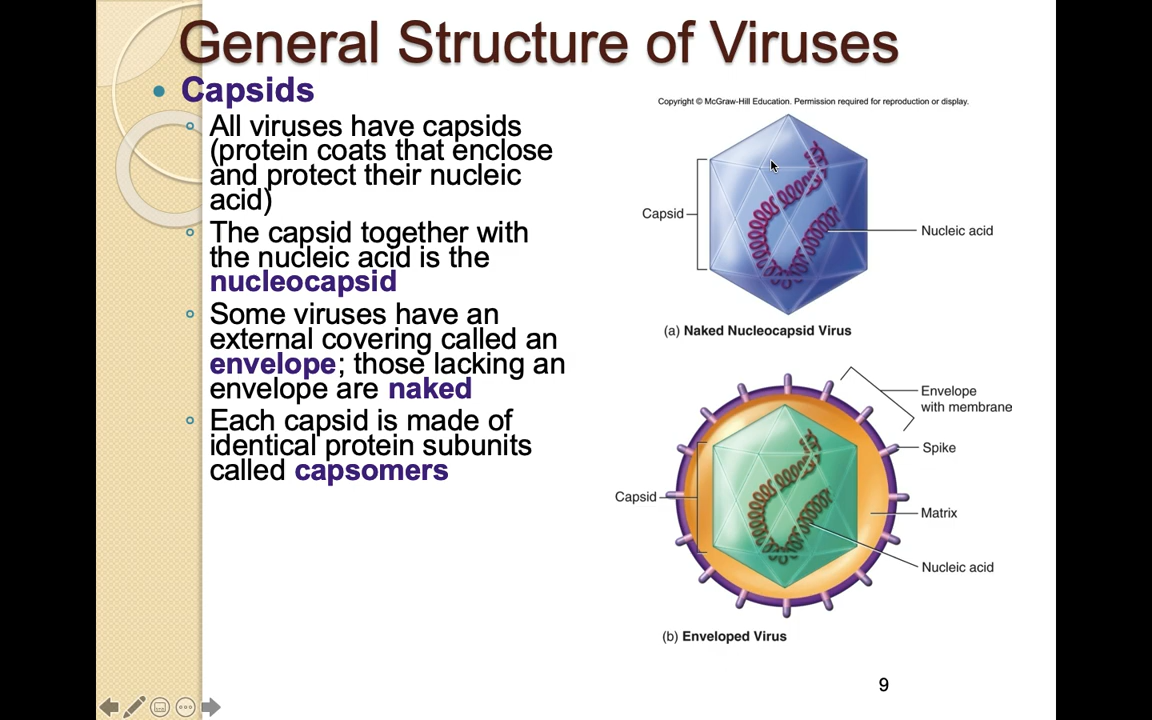 General Structure of Viruses
• Capsids
All viruses have capsids
(protein coats that enclose
and protect their nucleic
acid)
The capsid together with
the nucleic acid is the
nucleocapsid
Some viruses have an
external covering called an
envelope; those lacking an
envelope are naked
Each capsid is made of
identical protein subunits
called capsomers
Copyright © McGraw-Hill Education. Permission required for reproduction or display.
Capsid
Nucleic acid
(a) Naked Nucleocapsid Virus
Envelope
with membrane
Spike
Capsid
Matrix
Nucleic acid
(b) Enveloped Virus
9